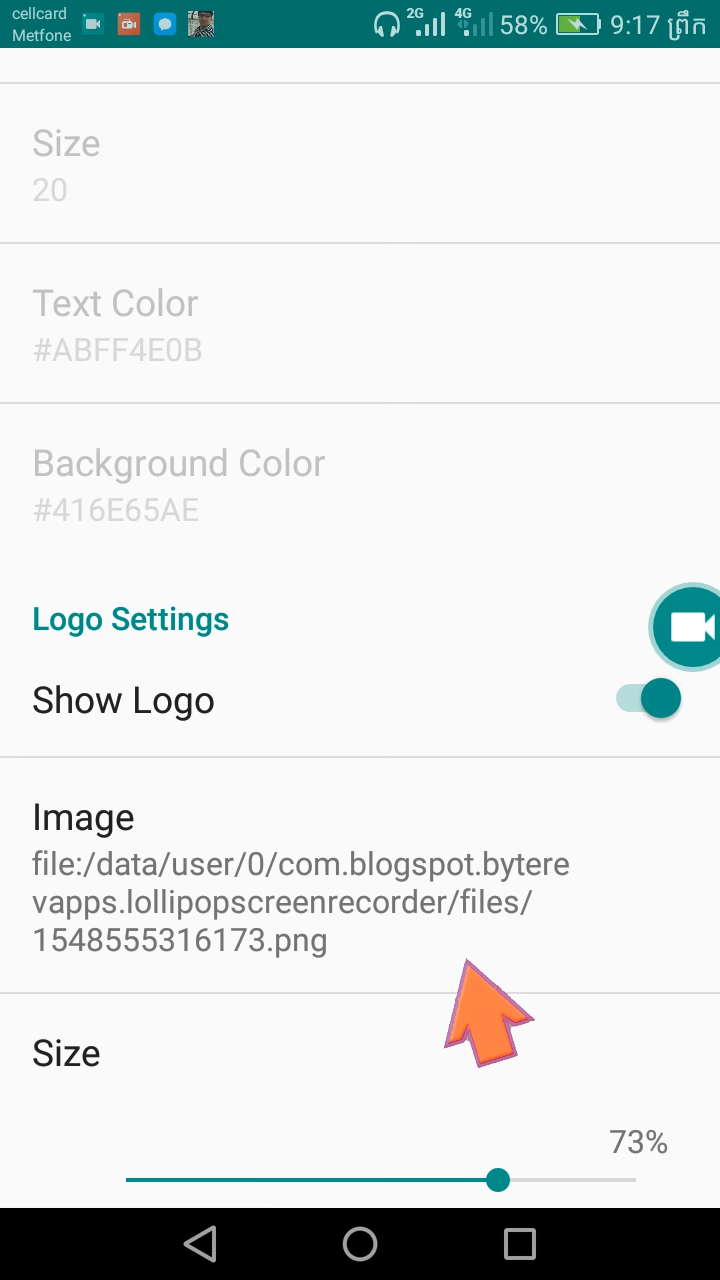 cellcard
Metfone
2G 4G 58% 9:17 ព្រឹក
Size
20
Text Color
#ABFF4E0B
Background Color
#416E65AE
Logo Settings
Show Logo
Image
file:/data/user/0/com.blogspot.bytere
vapps.lollipopscreenrecorder/files/
1548555316173.png
Size
73%